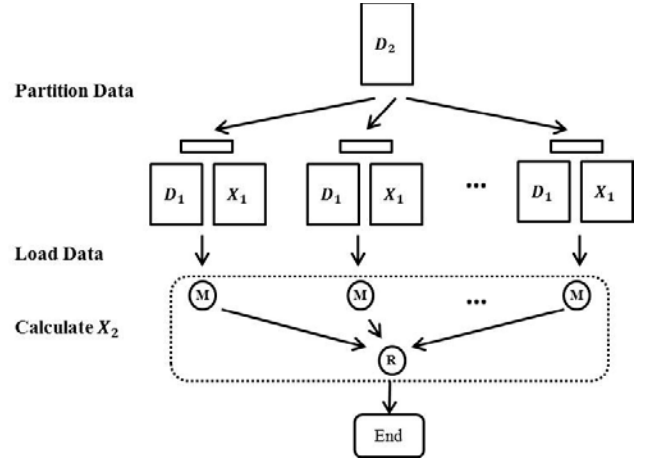 D₂
Partition Data
D₁ X₁ D₁ X₁ ... D₁ X₁
Load Data
M M ... M
Calculate X₂
R
End